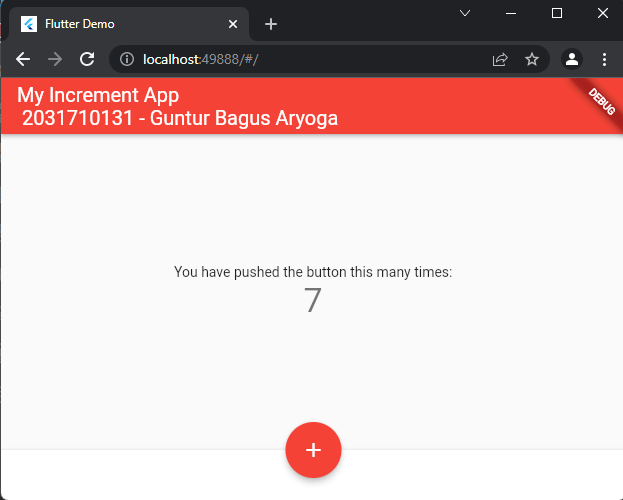 Flutter Demo
localhost:49888/#/
My Increment App
2031710131 - Guntur Bagus Aryoga
DEBUG
You have pushed the button this many times:
7